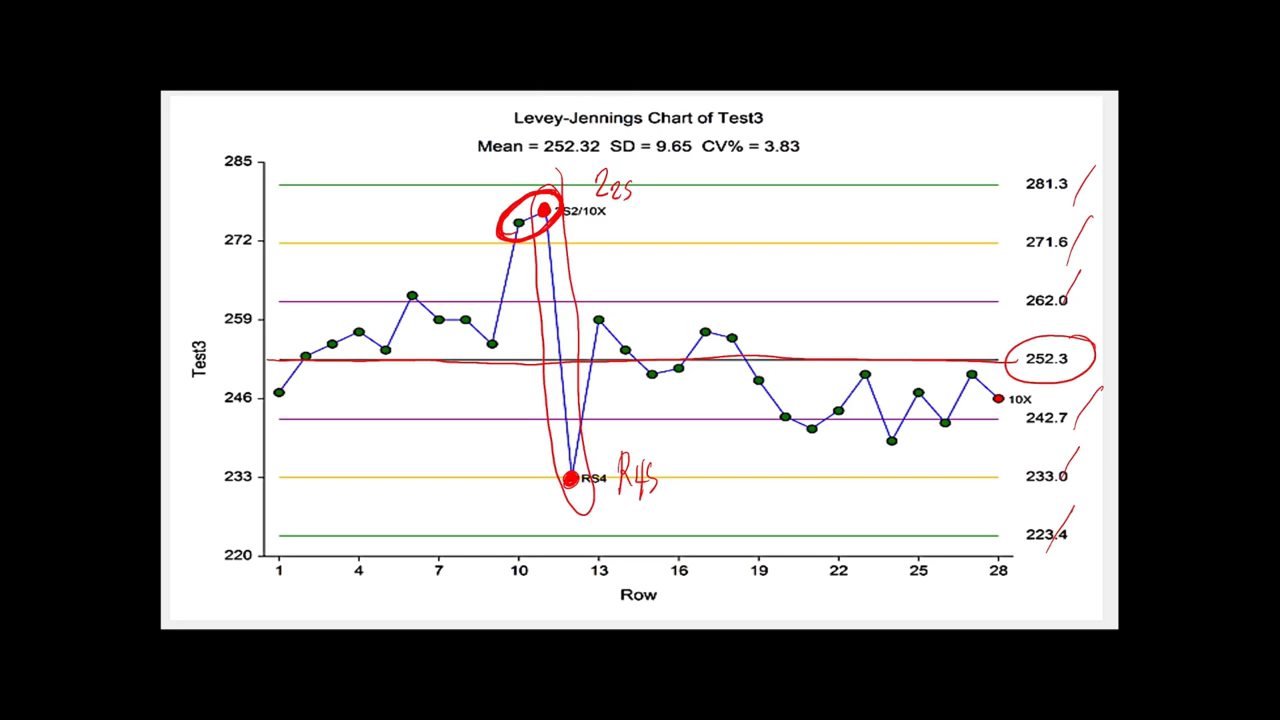 Levey-Jennings Chart of Test3
Mean = 252.32 SD = 9.65 CV% = 3.83
285
272
259
246
233
220
Test3
281.3
271.6
262.0
252.3
242.7
233.0
223.4
2 2s
2S2/10X
RS4
R4s
10X
1 4 7 10 13 16 19 22 25 28
Row